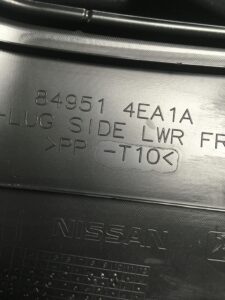 84951 4EA1A
-LUG SIDE LWR FR
>PP -T10<
NISSAN